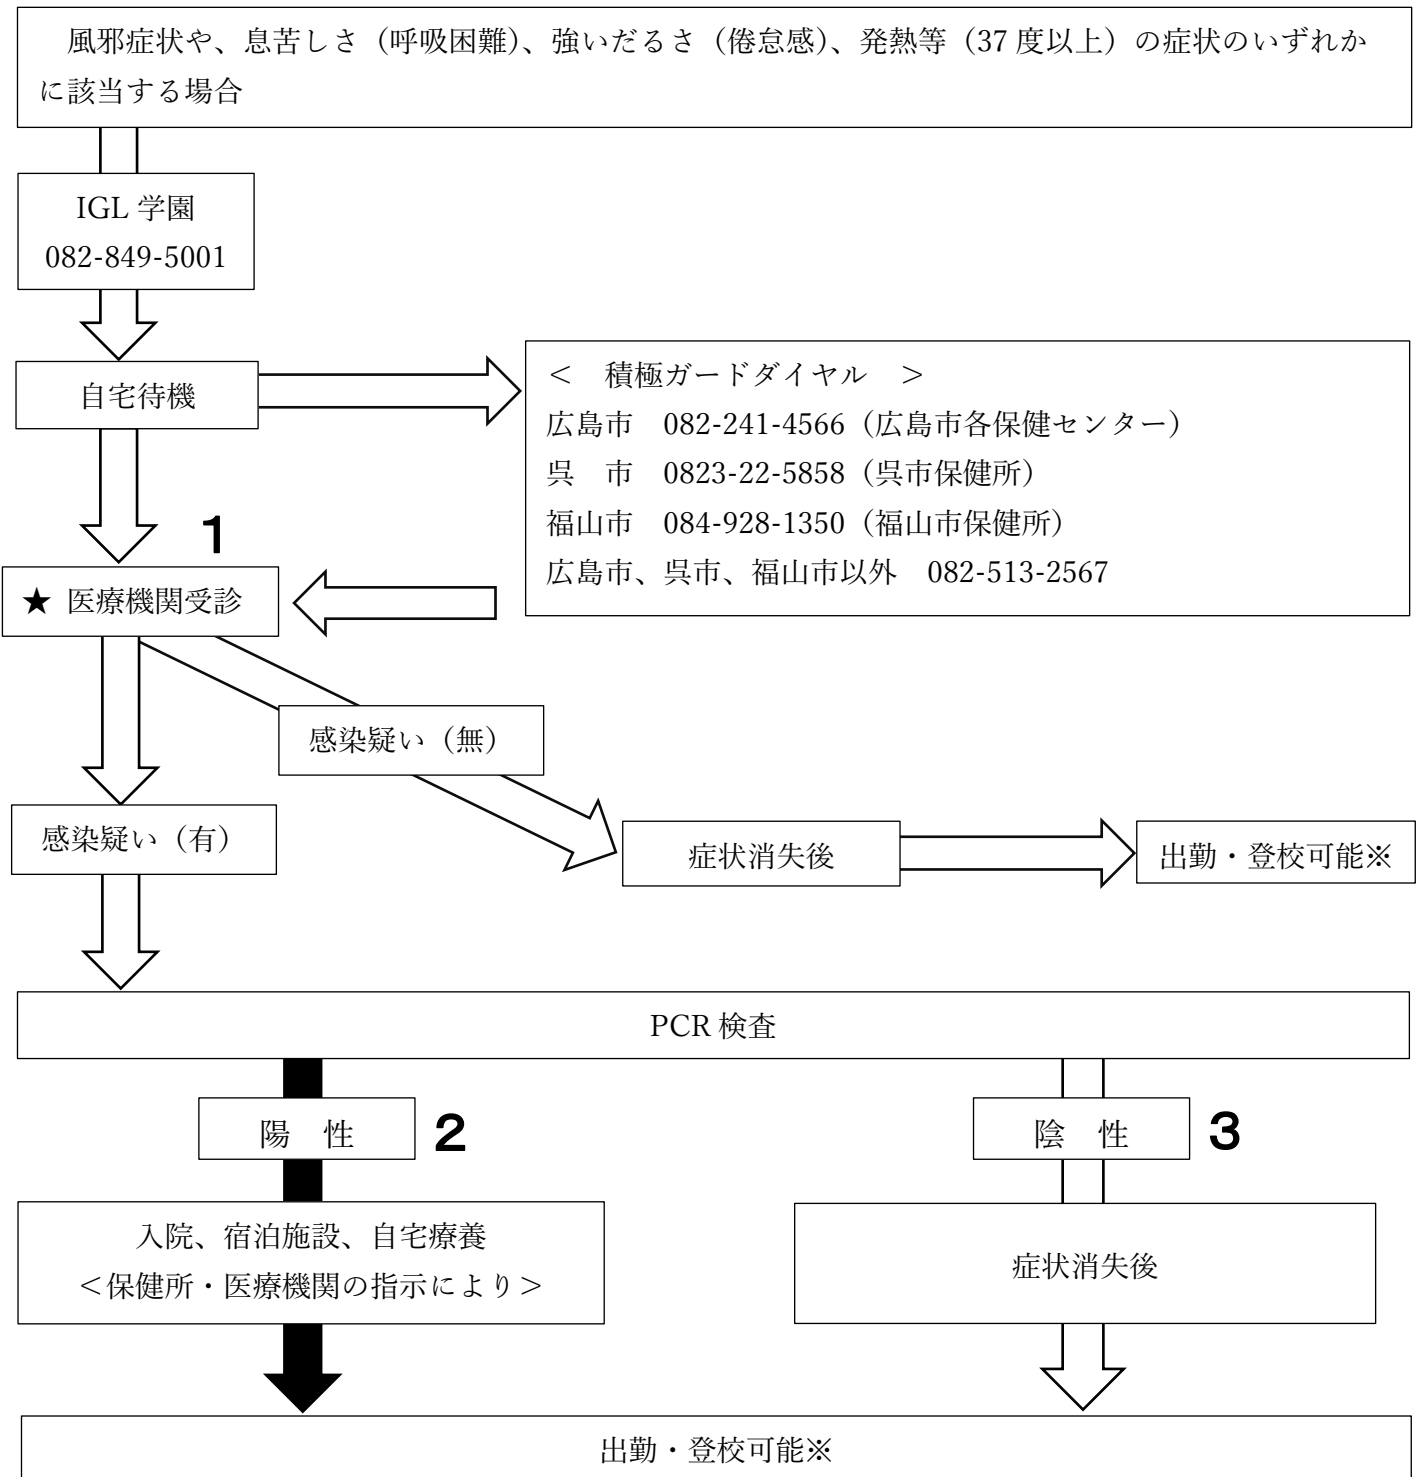 風邪症状や、息苦しさ（呼吸困難）、強いだるさ（倦怠感）、発熱等（37 度以上）の症状のいずれか
に該当する場合
IGL 学園
082-849-5001
自宅待機
＜　積極ガードダイヤル　＞
広島市　082-241-4566（広島市各保健センター）
呉　市　0823-22-5858（呉市保健所）
福山市　084-928-1350（福山市保健所）
広島市、呉市、福山市以外　082-513-2567
1
★ 医療機関受診
感染疑い（無）
感染疑い（有）
症状消失後
出勤・登校可能※
PCR 検査
陽　性
2
陰　性
3
入院、宿泊施設、自宅療養
＜保健所・医療機関の指示により＞
症状消失後
出勤・登校可能※